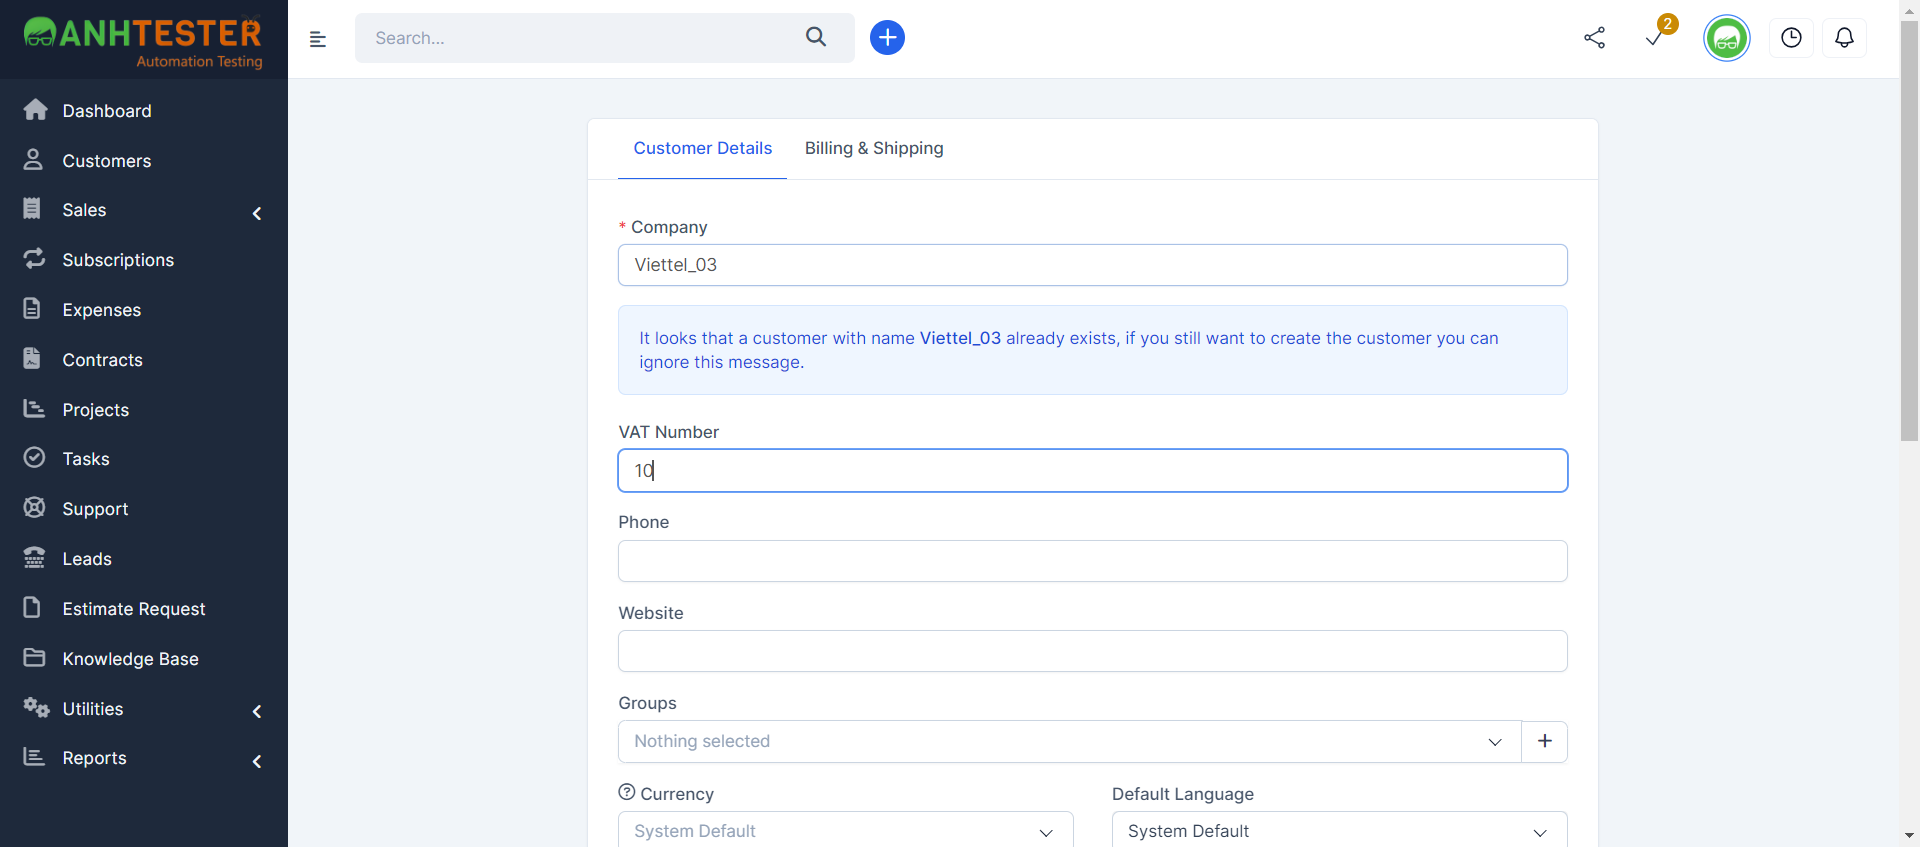 ANHTESTER
Automation Testing
Search...
2
Dashboard
Customers
Sales
Subscriptions
Expenses
Contracts
Projects
Tasks
Support
Leads
Estimate Request
Knowledge Base
Utilities
Reports
Customer Details
Billing & Shipping
* Company
Viettel_03
It looks that a customer with name Viettel_03 already exists, if you still want to create the customer you can
ignore this message.
VAT Number
10
Phone
Website
Groups
Nothing selected
Currency
System Default
Default Language
System Default